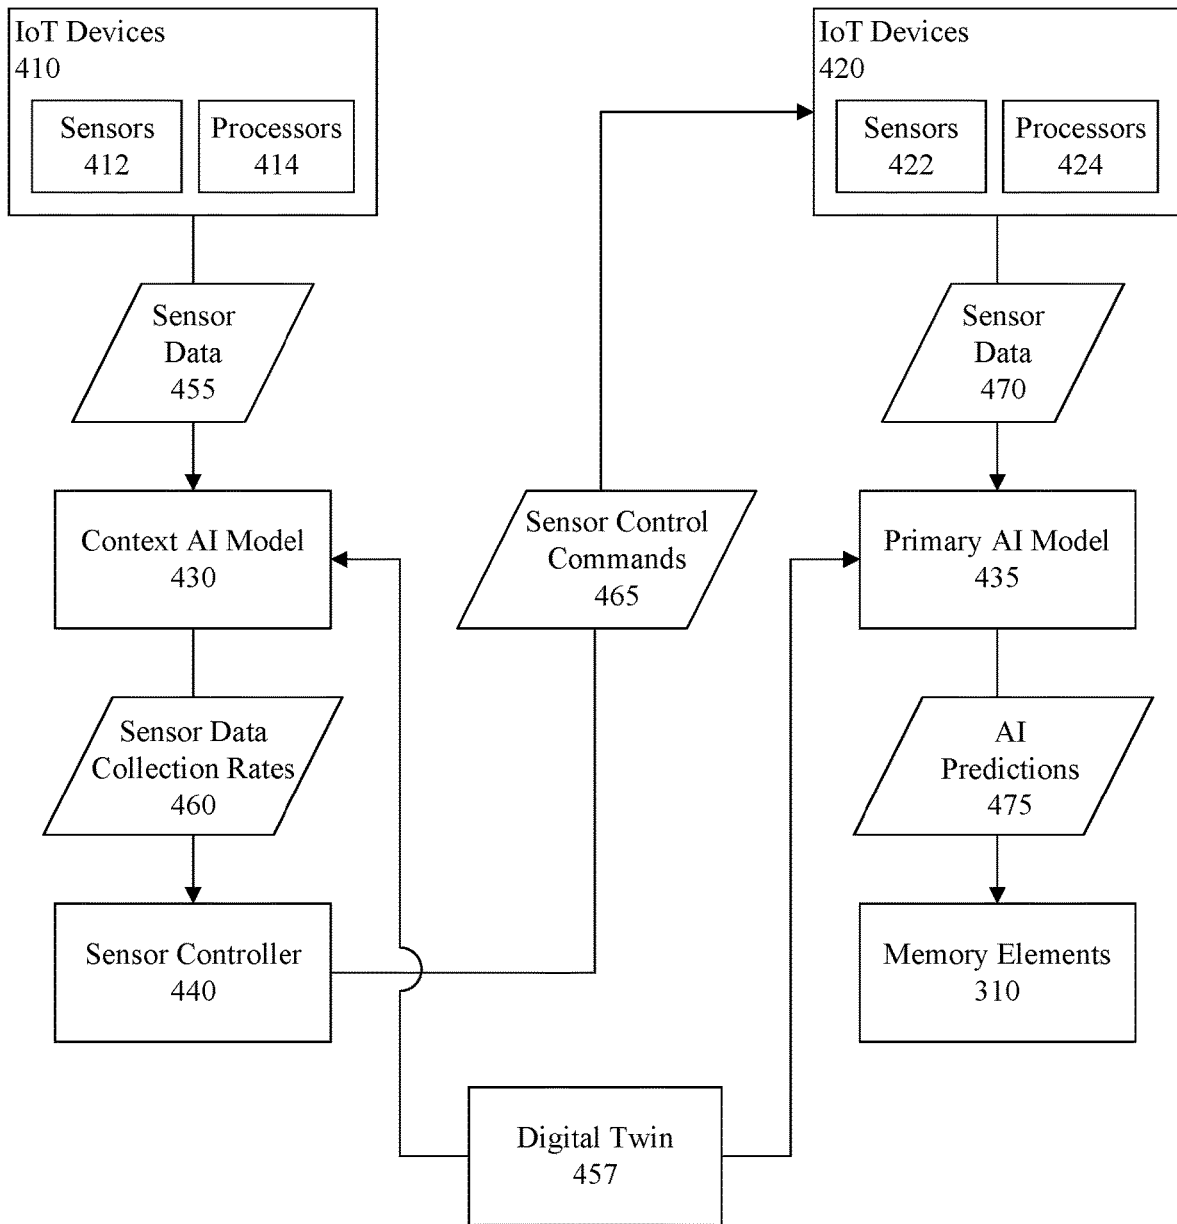 IoT Devices
410
Sensors
412
Processors
414
IoT Devices
420
Sensors
422
Processors
424
Sensor
Data
455
Sensor
Data
470
Context AI Model
430
Sensor Control
Commands
465
Primary AI Model
435
Sensor Data
Collection Rates
460
AI
Predictions
475
Sensor Controller
440
Memory Elements
310
Digital Twin
457